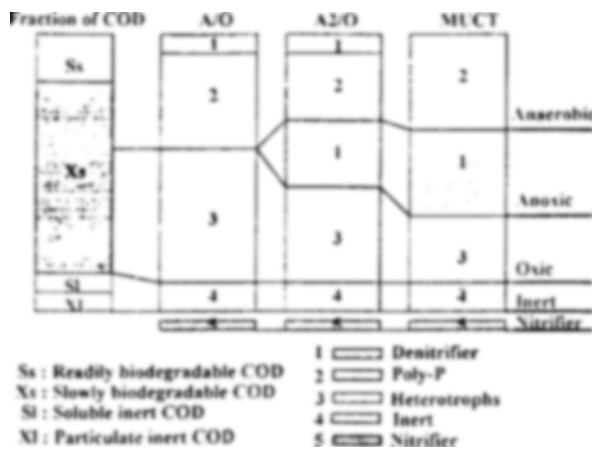 Fraction of COD A/O A2/O MUCT
1 1
Ss 2 2 2
Anaerobic
Xs 1 1
Anoxic
3 3 3
Oxic
SI 4 4 4
XI Inert
5 5 5 Nitrifier
1 Denitrifier
Ss : Readily biodegradable COD 2 Poly-P
Xs : Slowly biodegradable COD 3 Heterotrophs
SI : Soluble inert COD 4 Inert
XI : Particulate inert COD 5 Nitrifier